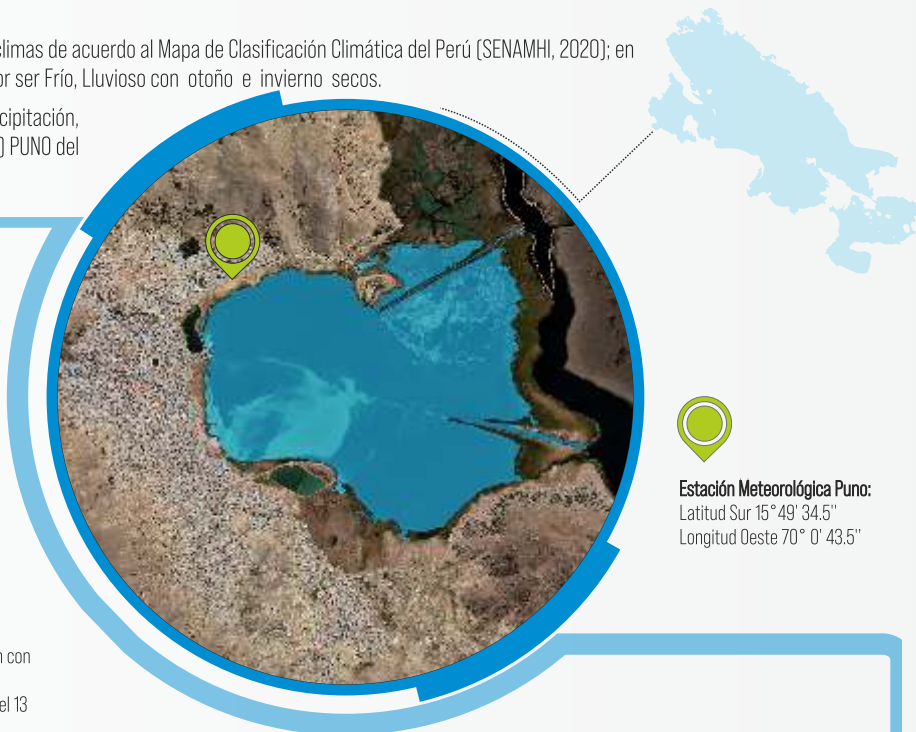 climas de acuerdo al Mapa de Clasificación Climática del Perú (SENAMHI, 2020); en
or ser Frío, Lluvioso con otoño e invierno secos.
cipitación,
) PUNO del
Estación Meteorológica Puno:
Latitud Sur 15°49' 34.5''
Longitud Oeste 70° 0' 43.5''
n con
el 13